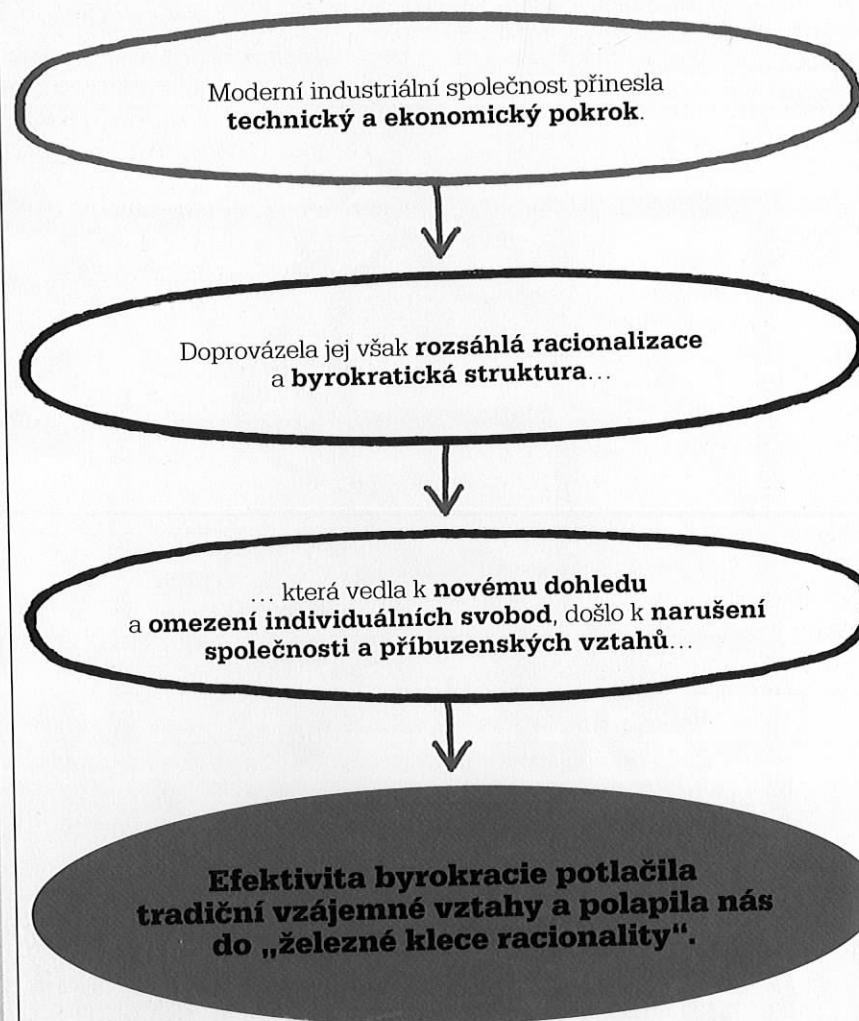 Moderní industriální společnost přinesla
technický a ekonomický pokrok.
Doprovázela jej však rozsáhlá racionalizace
a byrokratická struktura…
… která vedla k novému dohledu
a omezení individuálních svobod, došlo k narušení
společnosti a příbuzenských vztahů…
Efektivita byrokracie potlačila
tradiční vzájemné vztahy a polapila nás
do „železné klece racionality“.